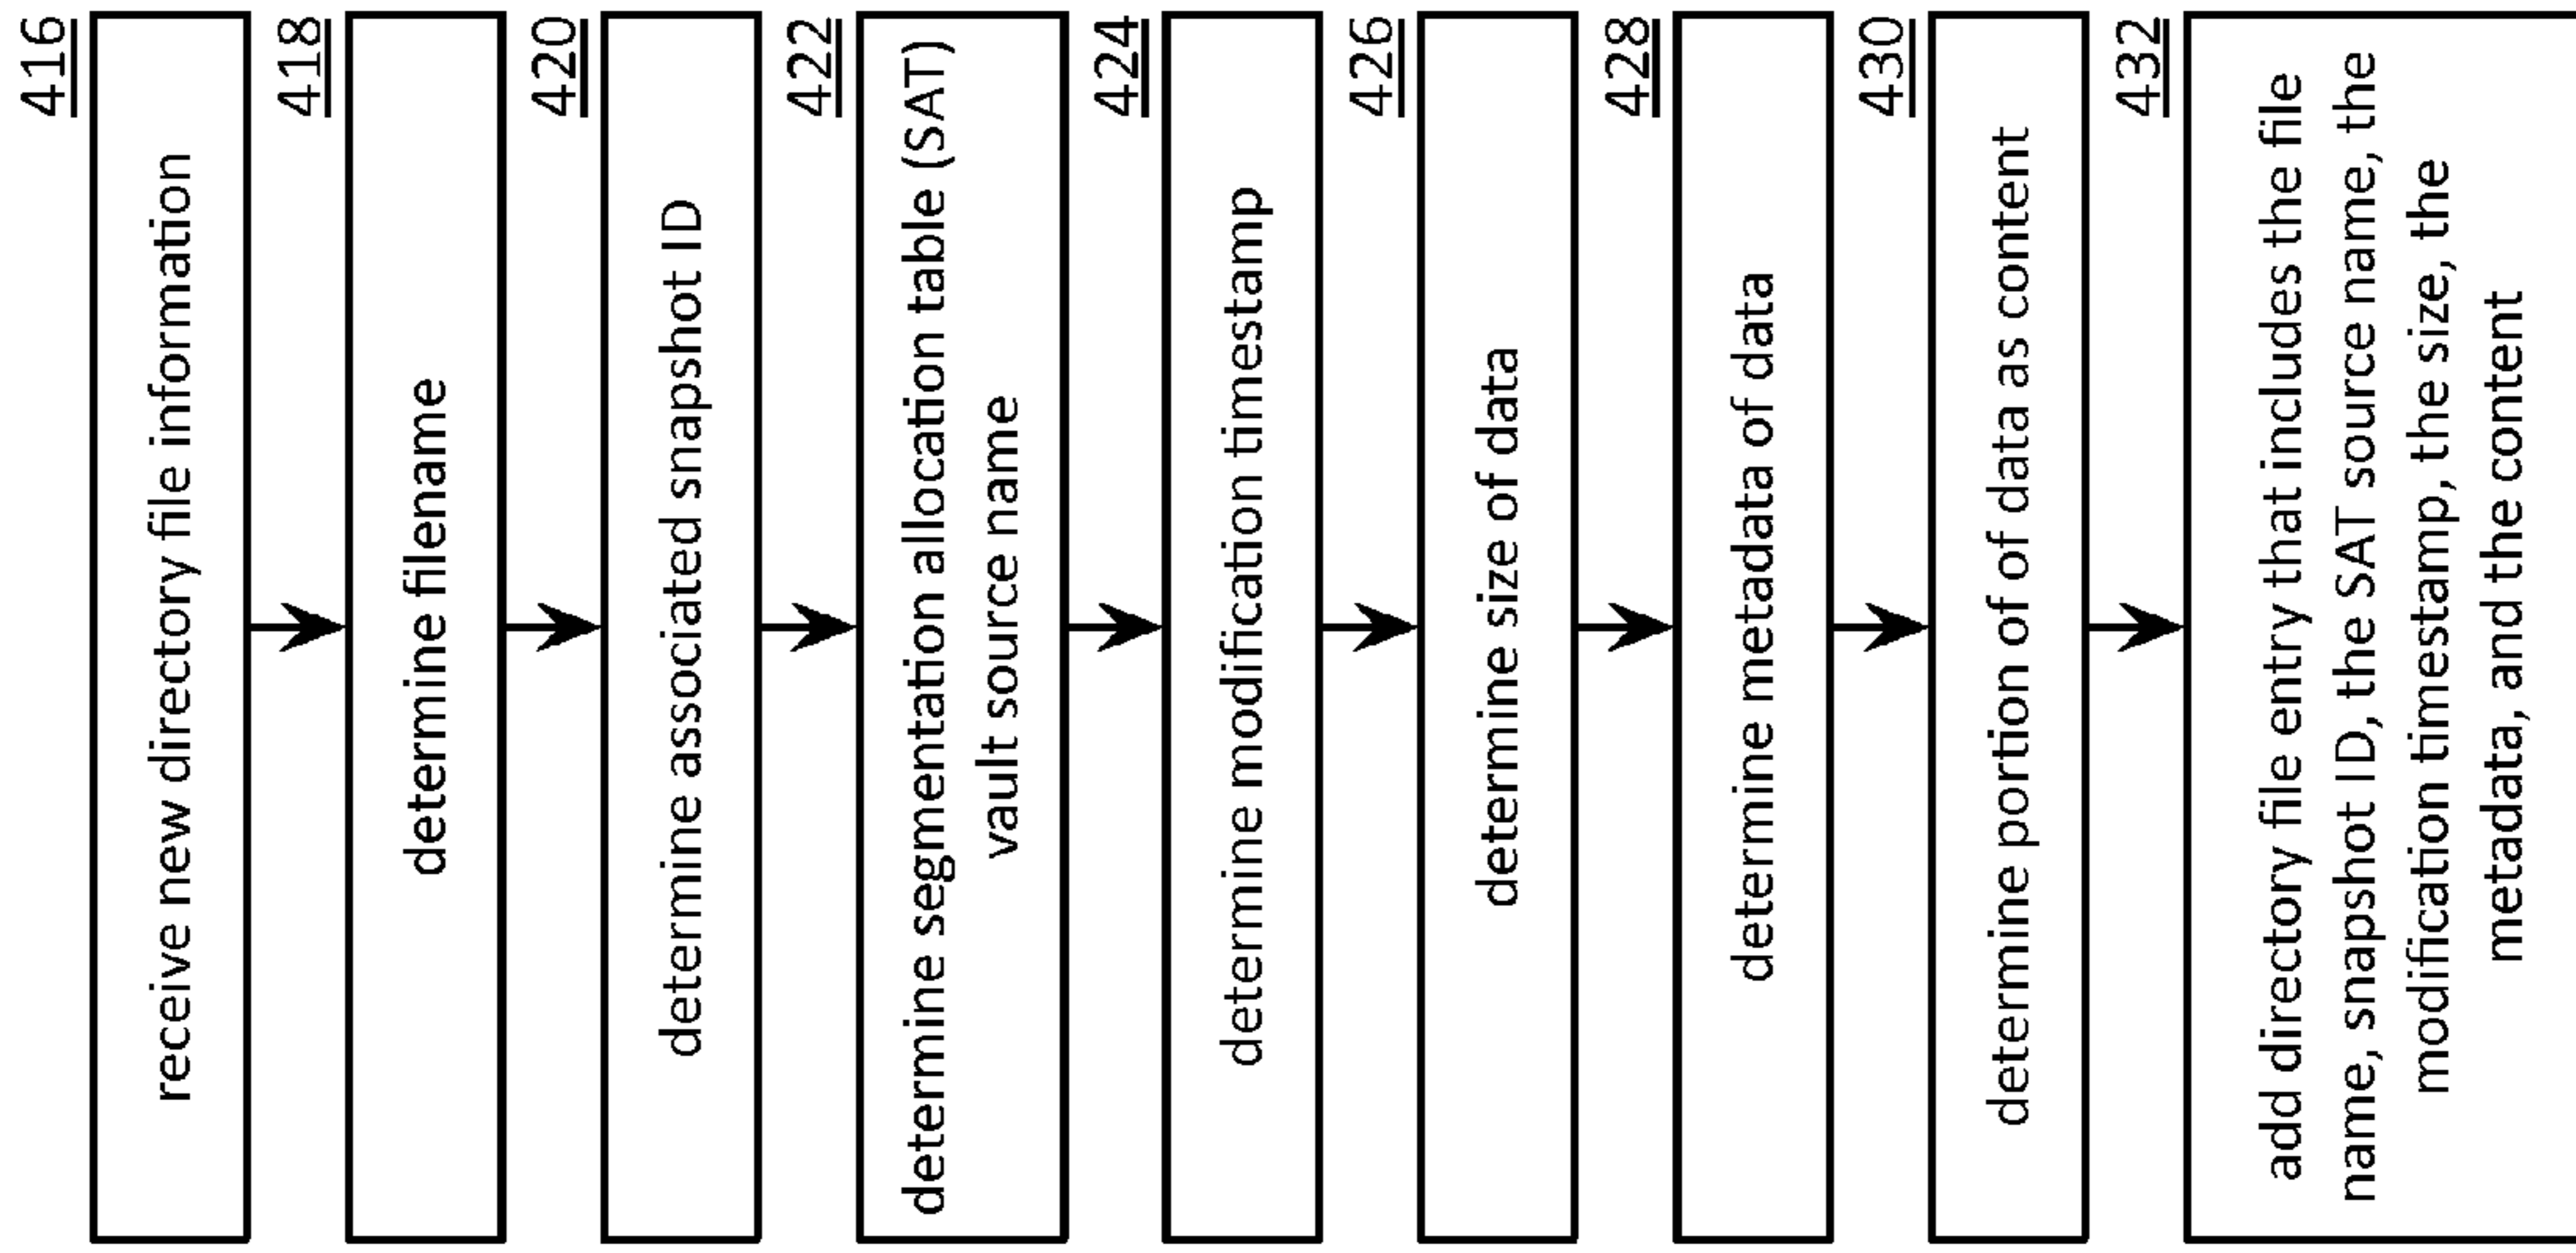 416
receive new directory file information
418
determine filename
420
determine associated snapshot ID
422
determine segmentation allocation table (SAT)
vault source name
424
determine modification timestamp
426
determine size of data
428
determine metadata of data
430
determine portion of of data as content
432
add directory file entry that includes the file
name, snapshot ID, the SAT source name, the
modification timestamp, the size, the
metadata, and the content